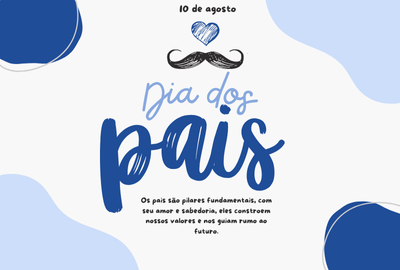 10 de agosto
Dia dos
pais
Os pais são pilares fundamentais, com
seu amor e sabedoria, eles constroem
nossos valores e nos guiam rumo ao
futuro.